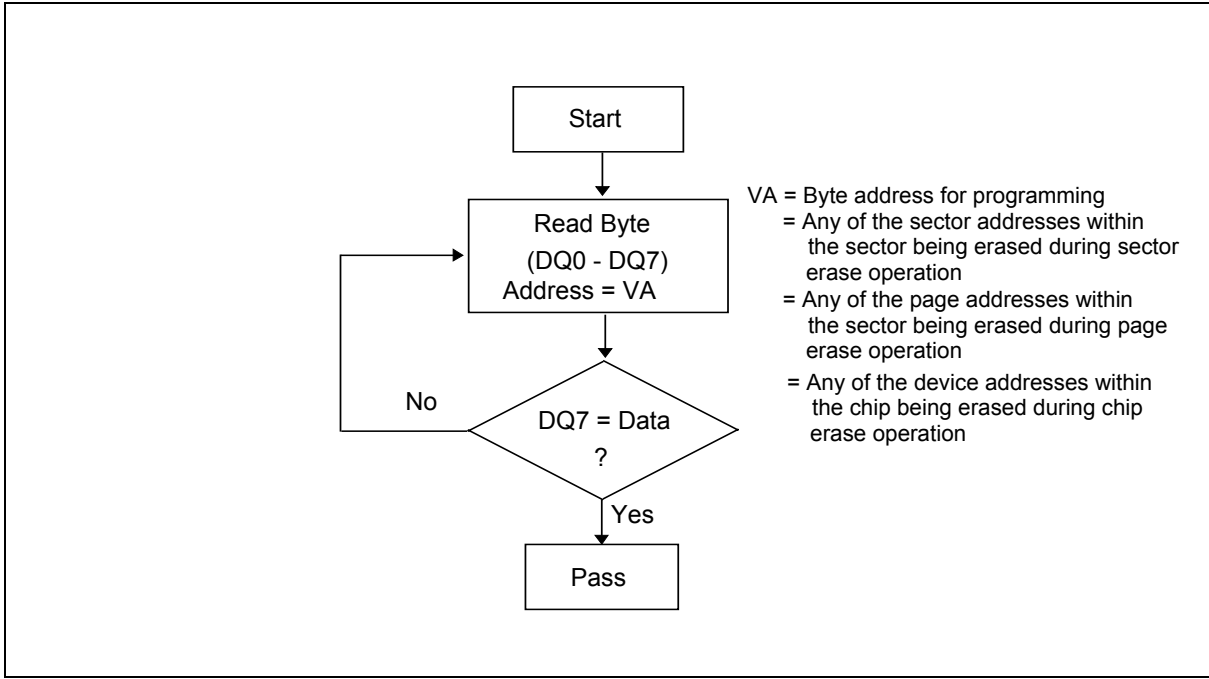 Start
Read Byte
(DQ0 - DQ7)
Address = VA
VA = Byte address for programming
= Any of the sector addresses within
the sector being erased during sector
erase operation
= Any of the page addresses within
the sector being erased during page
erase operation
= Any of the device addresses within
the chip being erased during chip
erase operation
No
DQ7 = Data
?
Yes
Pass